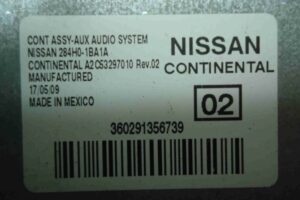 CONT ASSY-AUX AUDIO SYSTEM
NISSAN 284H0-1BA1A
CONTINENTAL A2C53297010 Rev.02
MANUFACTURED
17.05.09
MADE IN MEXICO
NISSAN
CONTINENTAL
02
360291356739